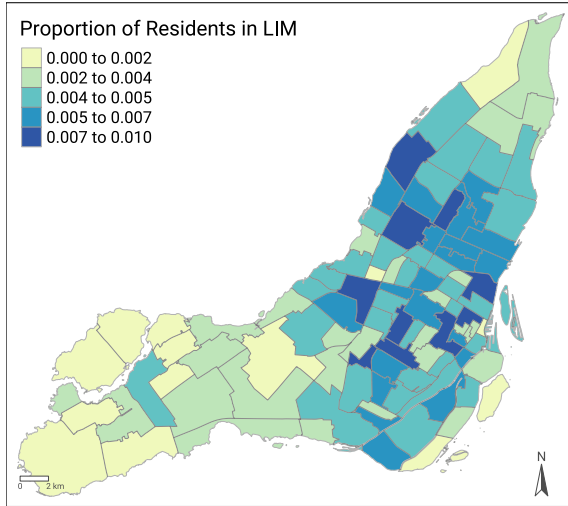 Proportion of Residents in LIM
0.000 to 0.002
0.002 to 0.004
0.004 to 0.005
0.005 to 0.007
0.007 to 0.010
N
0 2 km